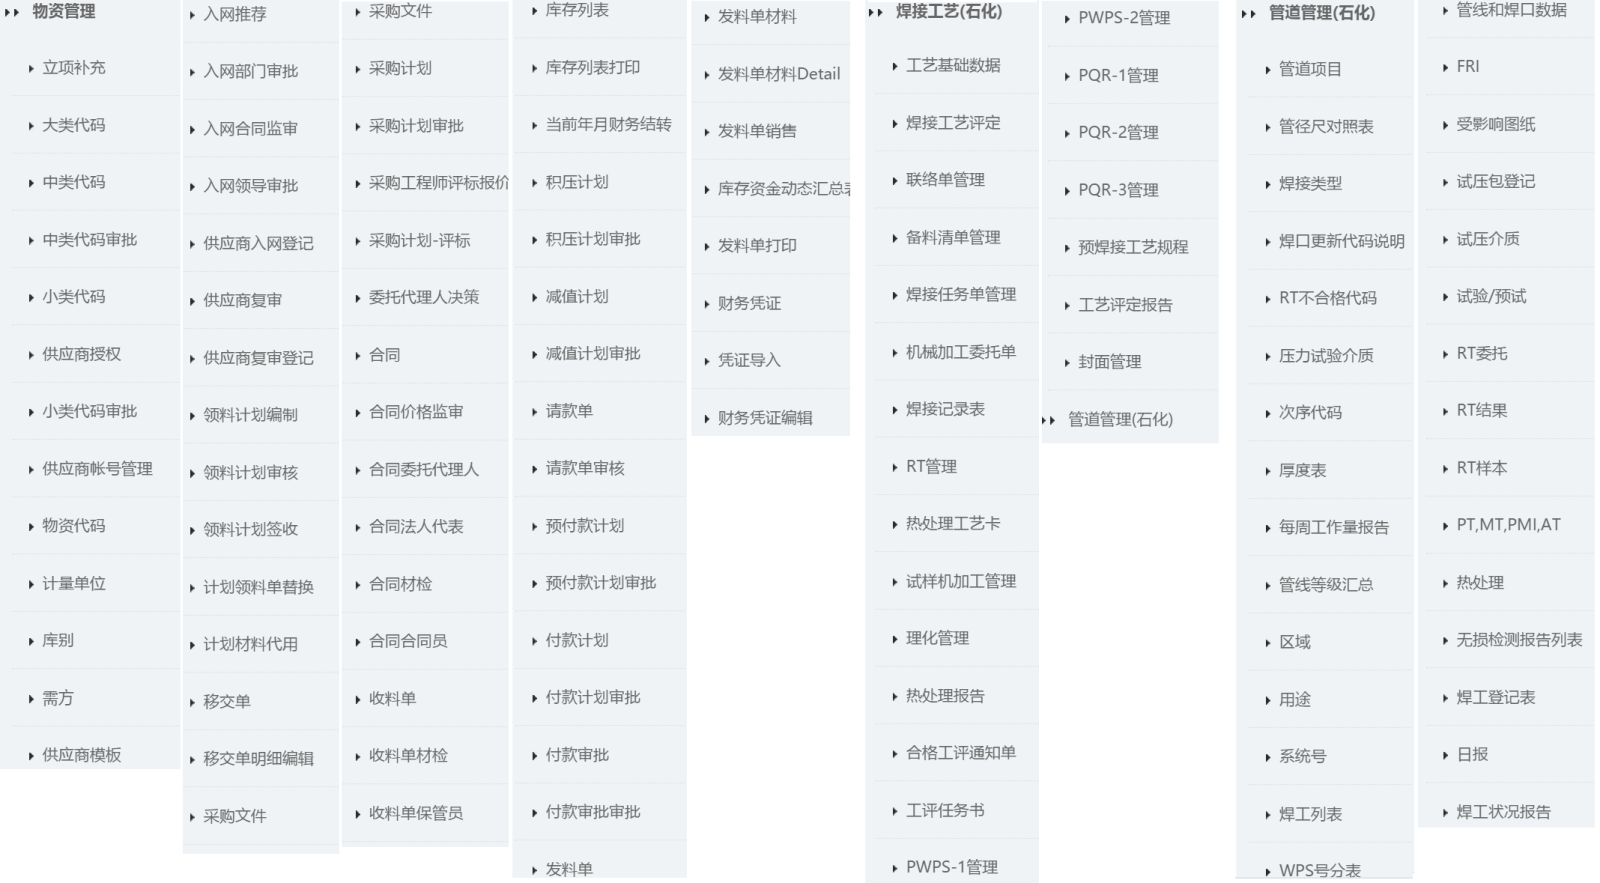 物资管理
立项补充
大类代码
中类代码
中类代码审批
小类代码
供应商授权
小类代码审批
供应商帐号管理
物资代码
计量单位
库别
需方
供应商模板
入网推荐
入网部门审批
入网合同监审
入网领导审批
供应商入网登记
供应商复审
供应商复审登记
领料计划编制
领料计划审核
领料计划签收
计划领料单替换
计划材料代用
移交单
移交单明细编辑
采购文件
采购文件
采购计划
采购计划审批
采购工程师评标报价
采购计划-评标
委托代理人决策
合同
合同价格监审
合同委托代理人
合同法人代表
合同材检
合同合同员
收料单
收料单材检
收料单保管员
库存列表
库存列表打印
当前年月财务结转
积压计划
积压计划审批
减值计划
减值计划审批
请款单
请款单审核
预付款计划
预付款计划审批
付款计划
付款计划审批
付款审批
付款审批审批
发料单
发料单材料
发料单材料Detail
发料单销售
库存资金动态汇总表
发料单打印
财务凭证
凭证导入
财务凭证编辑
焊接工艺(石化)
工艺基础数据
焊接工艺评定
联络单管理
备料清单管理
焊接任务单管理
机械加工委托单
焊接记录表
RT管理
热处理工艺卡
试样机加工管理
理化管理
热处理报告
合格工评通知单
工评任务书
PWPS-1管理
PWPS-2管理
PQR-1管理
PQR-2管理
PQR-3管理
预焊接工艺规程
工艺评定报告
封面管理
管道管理(石化)
管道管理(石化)
管道项目
管径尺对照表
焊接类型
焊口更新代码说明
RT不合格代码
压力试验介质
次序代码
厚度表
每周工作量报告
管线等级汇总
区域
用途
系统号
焊工列表
WPS号分表
管线和焊口数据
FRI
受影响图纸
试压包登记
试压介质
试验/预试
RT委托
RT结果
RT样本
PT,MT,PMI,AT
热处理
无损检测报告列表
焊工登记表
日报
焊工状况报告